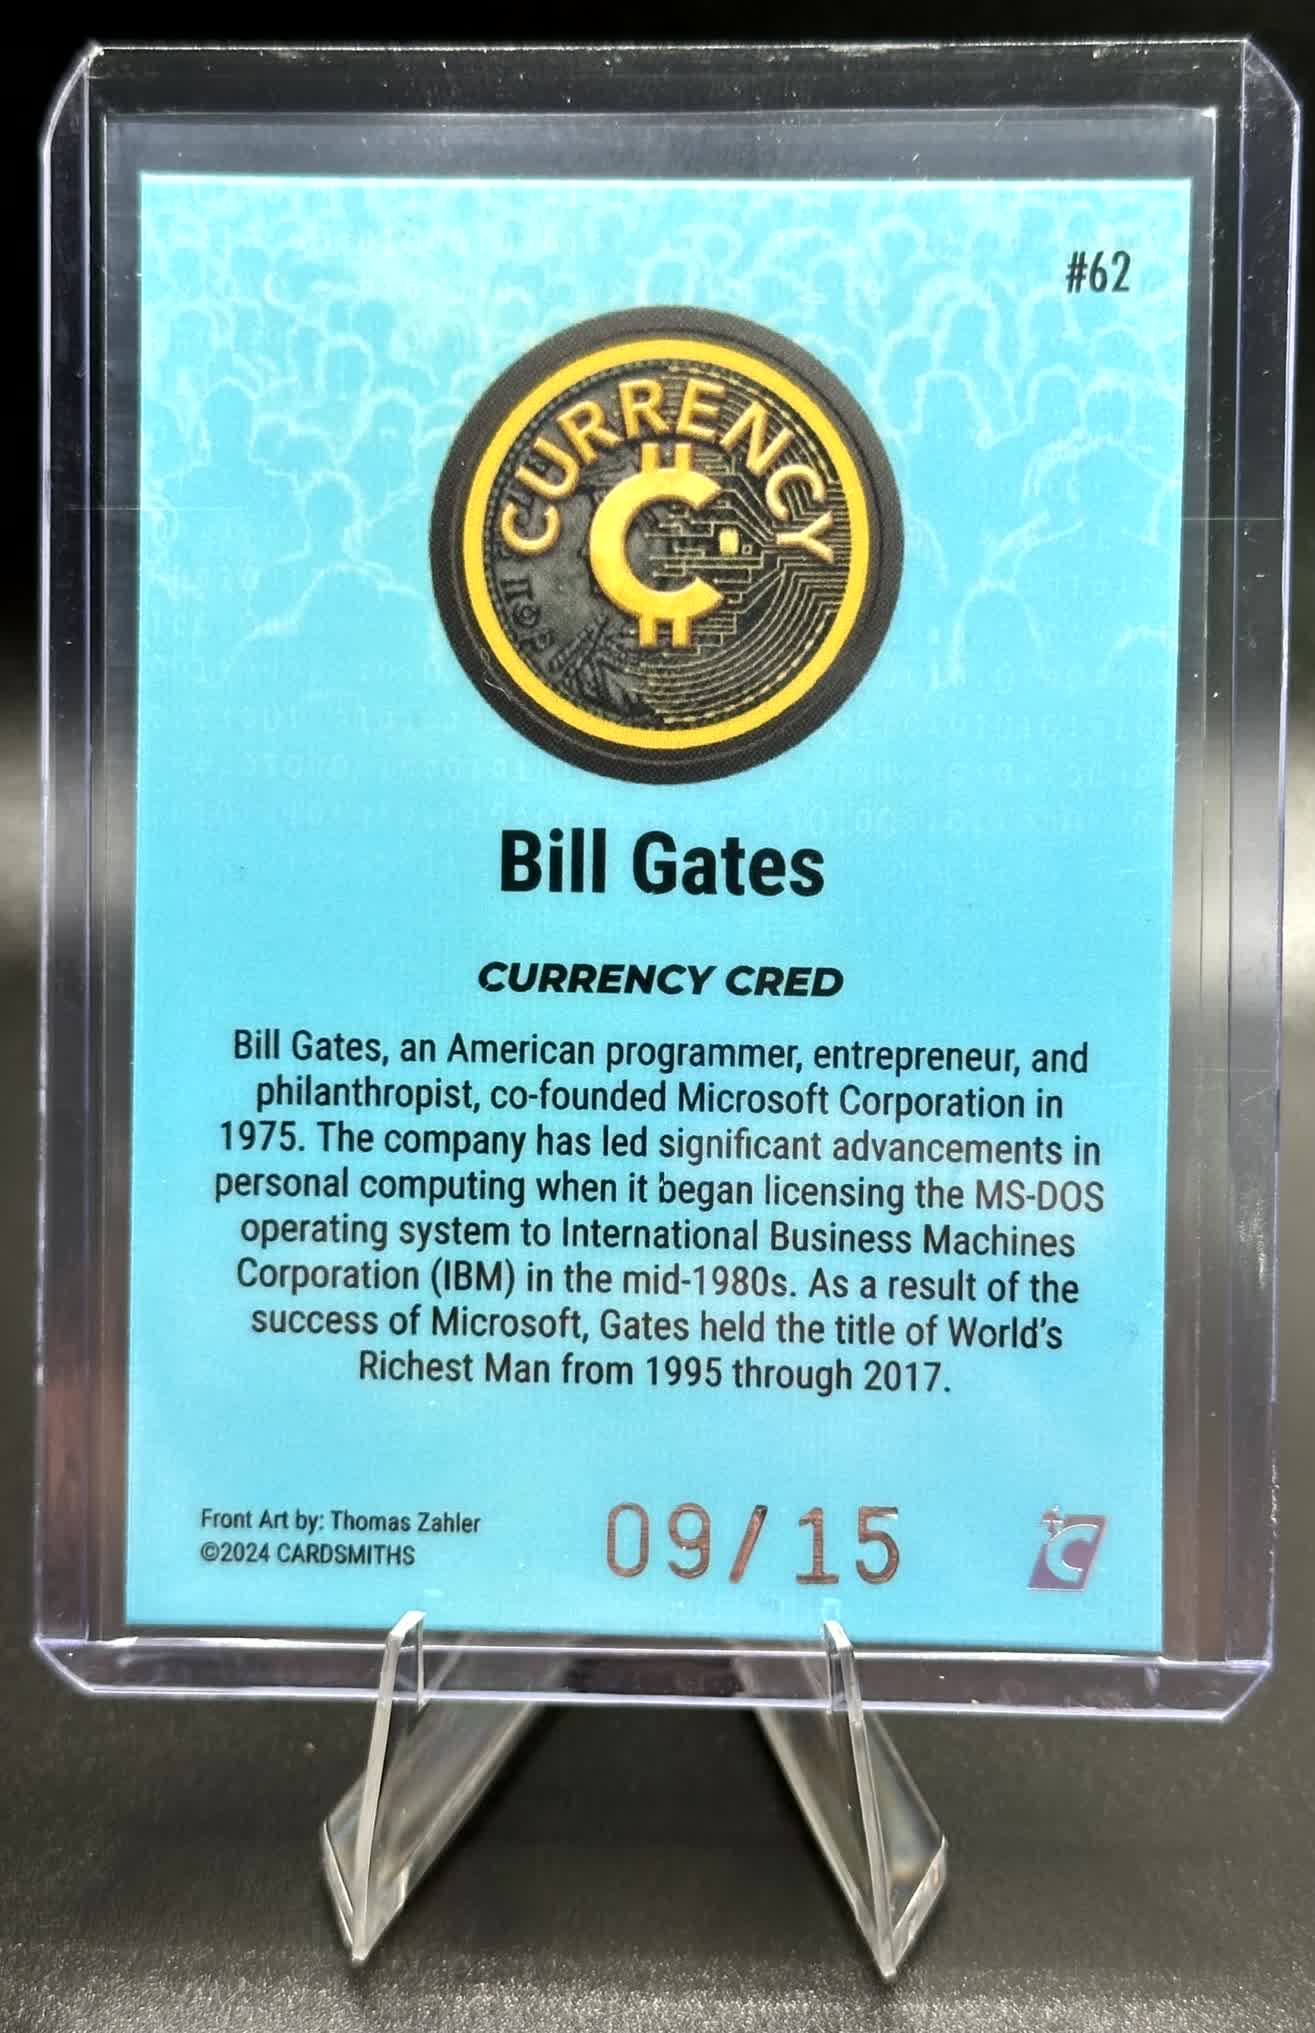 #62
CURRENCY
Bill Gates
CURRENCY CRED
Bill Gates, an American programmer, entrepreneur, and
philanthropist, co-founded Microsoft Corporation in
1975. The company has led significant advancements in
personal computing when it began licensing the MS-DOS
operating system to International Business Machines
Corporation (IBM) in the mid-1980s. As a result of the
success of Microsoft, Gates held the title of World's
Richest Man from 1995 through 2017.
Front Art by: Thomas Zahler
©2024 CARDSMITHS
09/15